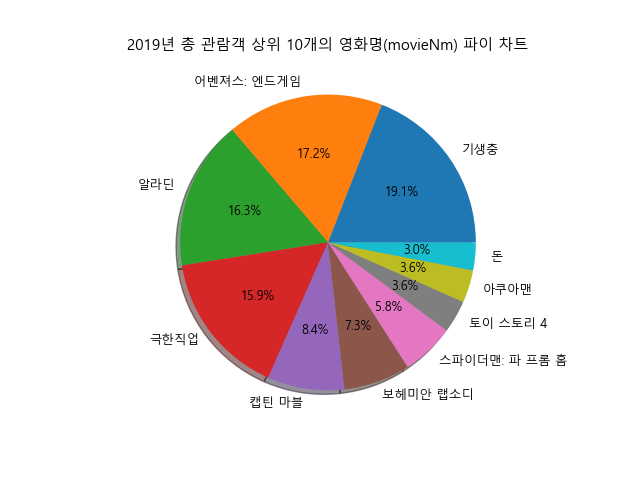 2019년 총 관람객 상위 10개의 영화명(movieNm) 파이 차트
어벤져스: 엔드게임
기생충
17.2%
19.1%
알라딘
16.3%
3.0%
돈
3.6%
아쿠아맨
3.6%
15.9%
5.8%
토이 스토리 4
8.4%
7.3%
극한직업
스파이더맨: 파 프롬 홈
보헤미안 랩소디
캡틴 마블